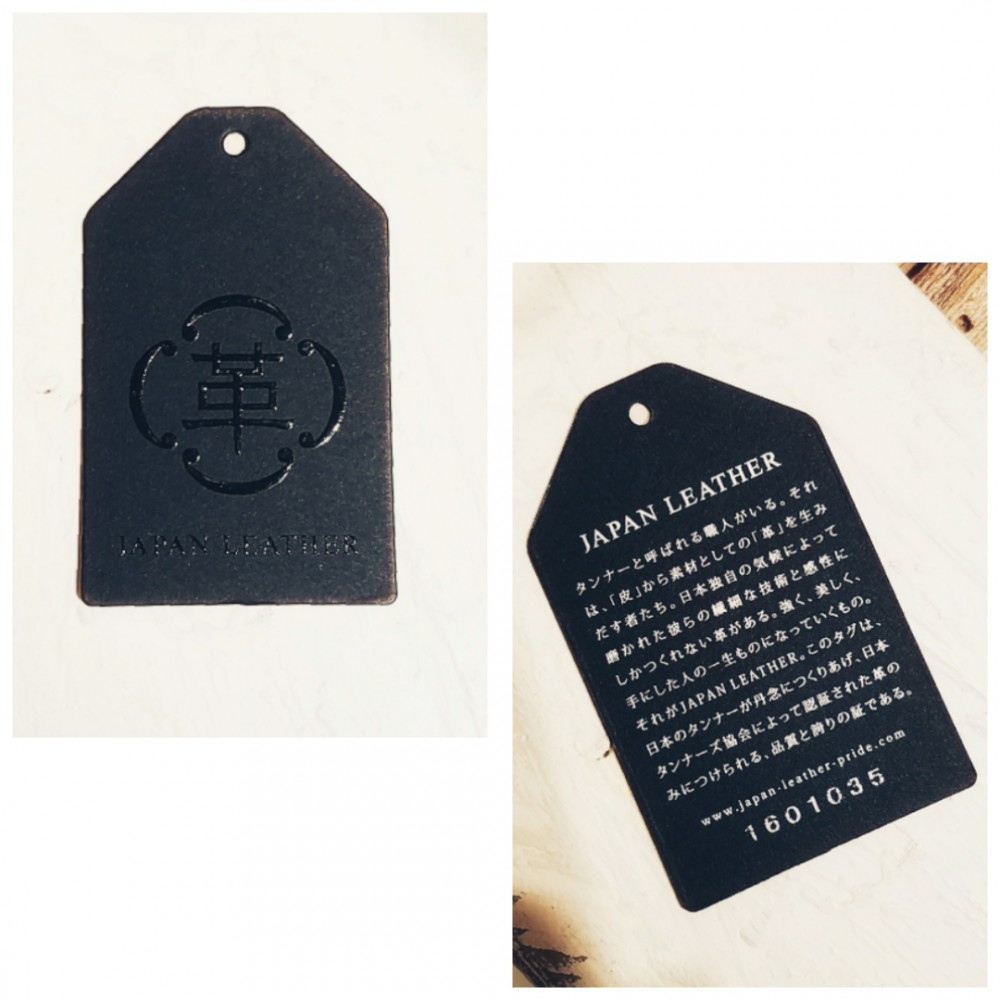 革
JAPAN LEATHER
JAPAN LEATHER
タンナーと呼ばれる職人がいる。それ
は、「皮」から素材としての「革」を生み
だす者たち。日本独自の気候によって
磨かれた彼らの繊細な技術と感性に
しかつくれない革がある。強く、美しく、
手にした人の一生ものになっていくもの。
それがJAPAN LEATHER。このタグは、
日本のタンナーが丹念につくりあげ、日本
タンナーズ協会によって認証された革の
みにつけられる、品質と誇りの証である。
www.japan-leather-pride.com
1601035